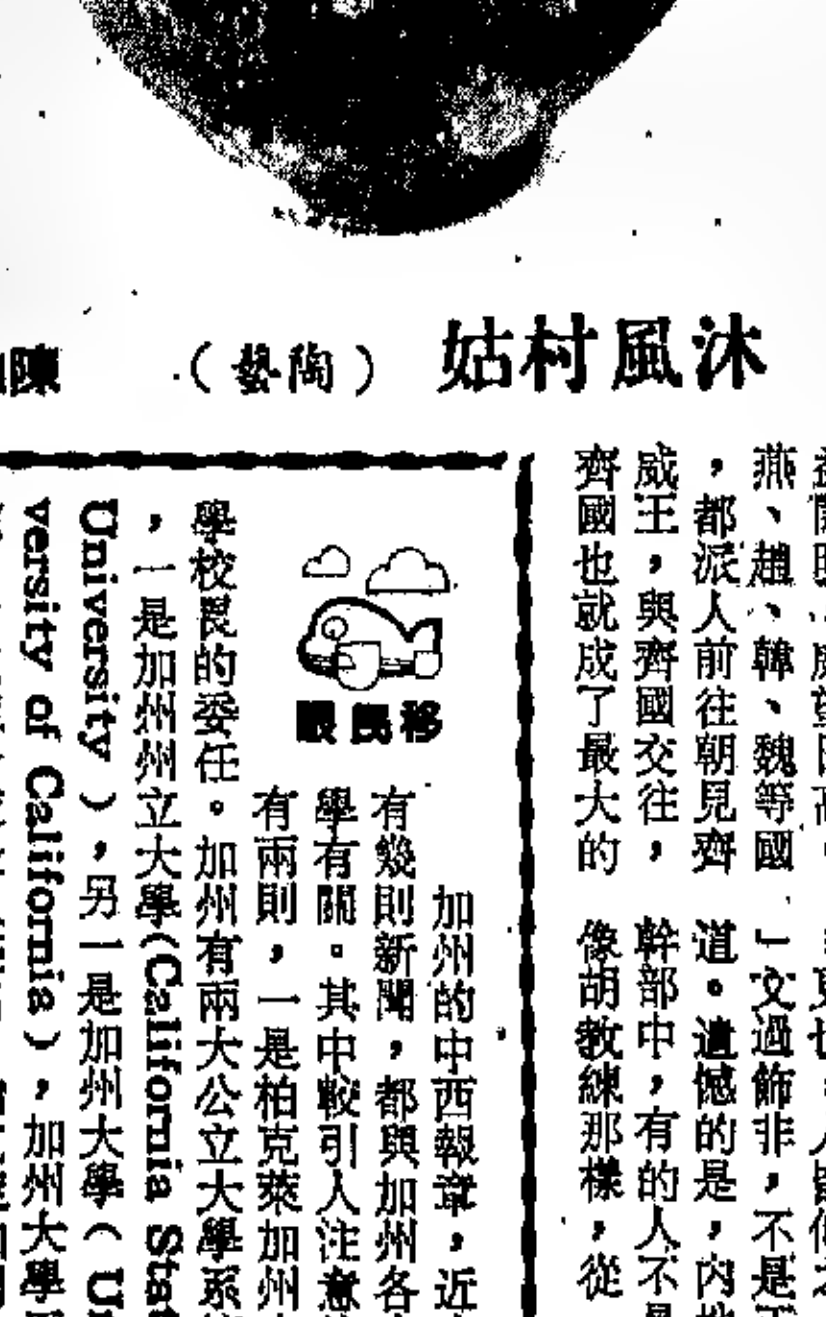 沐風村姑
（陶藝）
陳
燕、趙、韓、魏等國
，都派人前往朝見齊
威王，與齊國交往，
齊國也就成了最大的
」文過飾非，不是
道。遺憾的是，內
幹部中，有的人不
像胡教練那樣，從
移民眼
加州的中西報章，近
有幾則新聞，都與加州各
學有關。其中較引人注意
有兩則，一是柏克萊加州
學校長的委任。加州有兩大公立大學系
，一是加州州立大學(California Sta
University），另一是加州大學（U
versity of California），加州大學